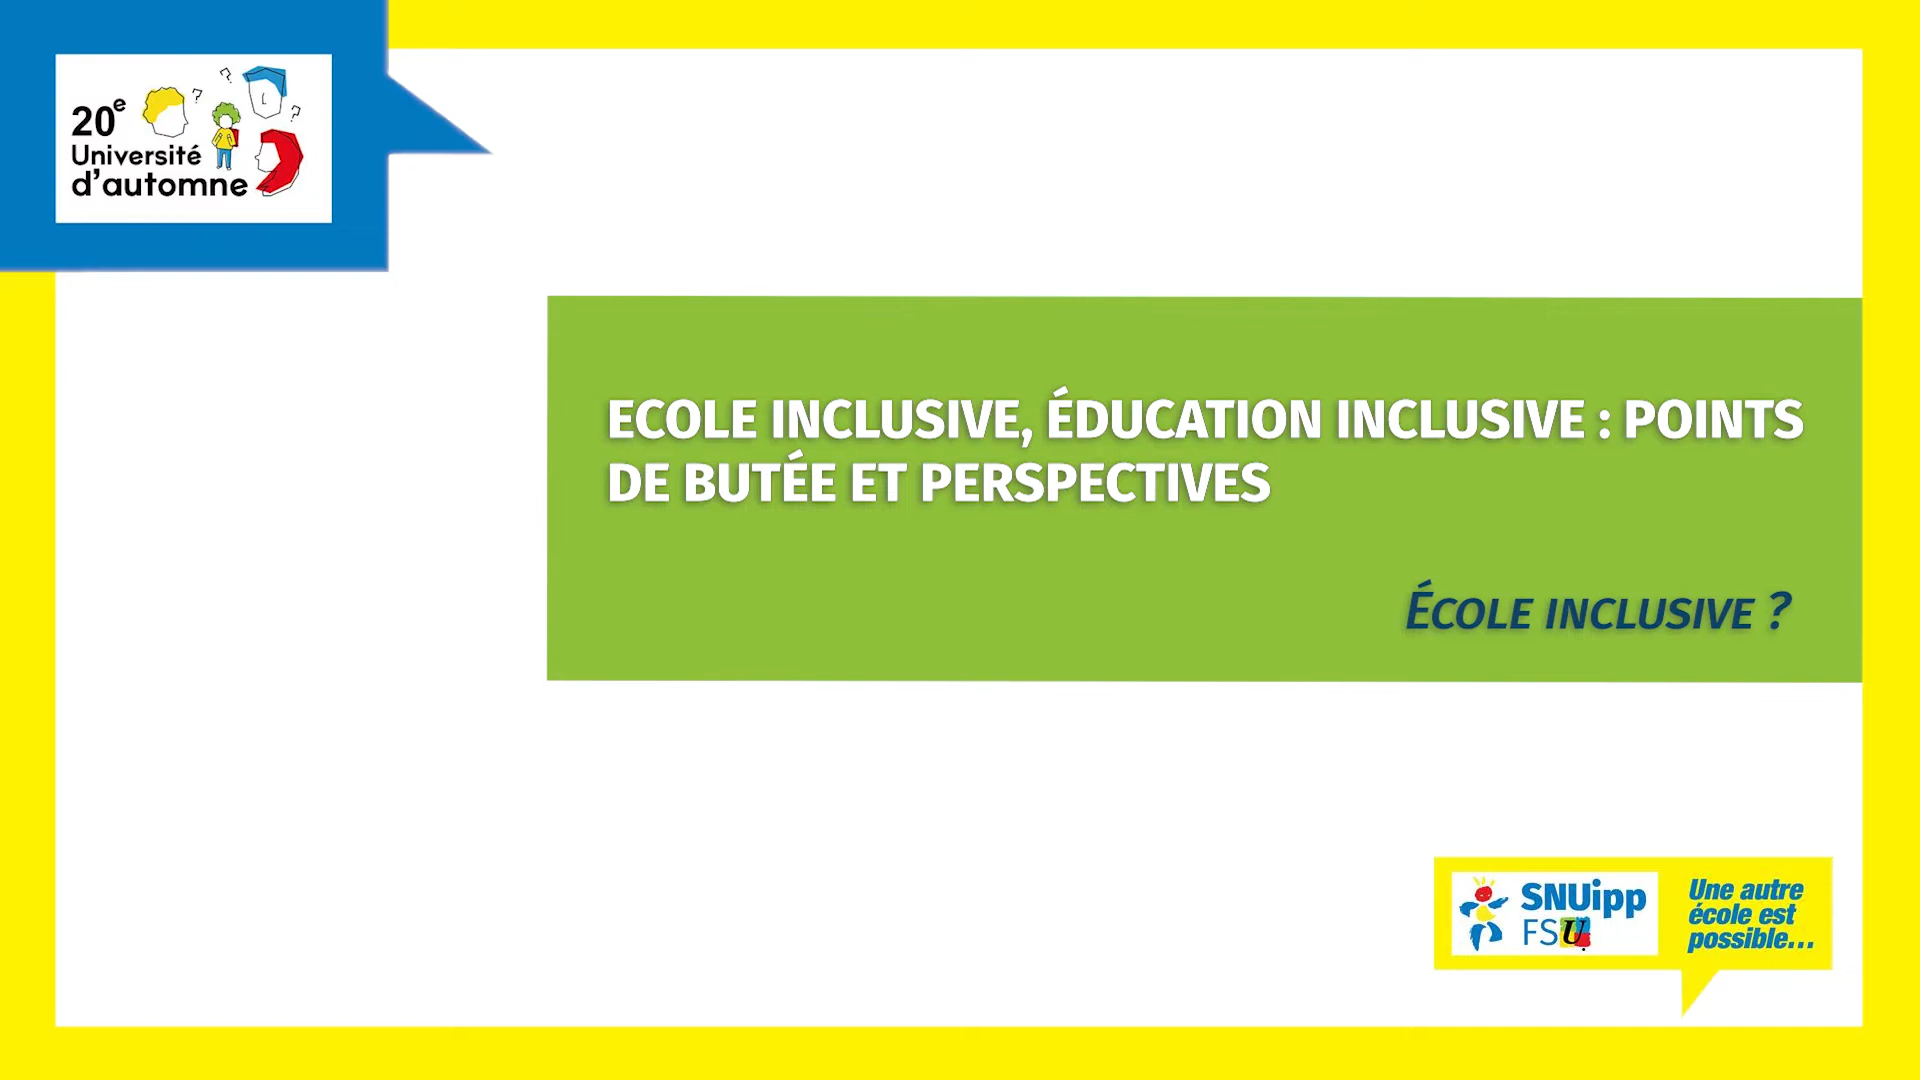 20e
Université
d'automne
ECOLE INCLUSIVE, ÉDUCATION INCLUSIVE : POINTS
DE BUTÉE ET PERSPECTIVES
ÉCOLE INCLUSIVE ?
SNUipp
FSU
Une autre
école est
possible...